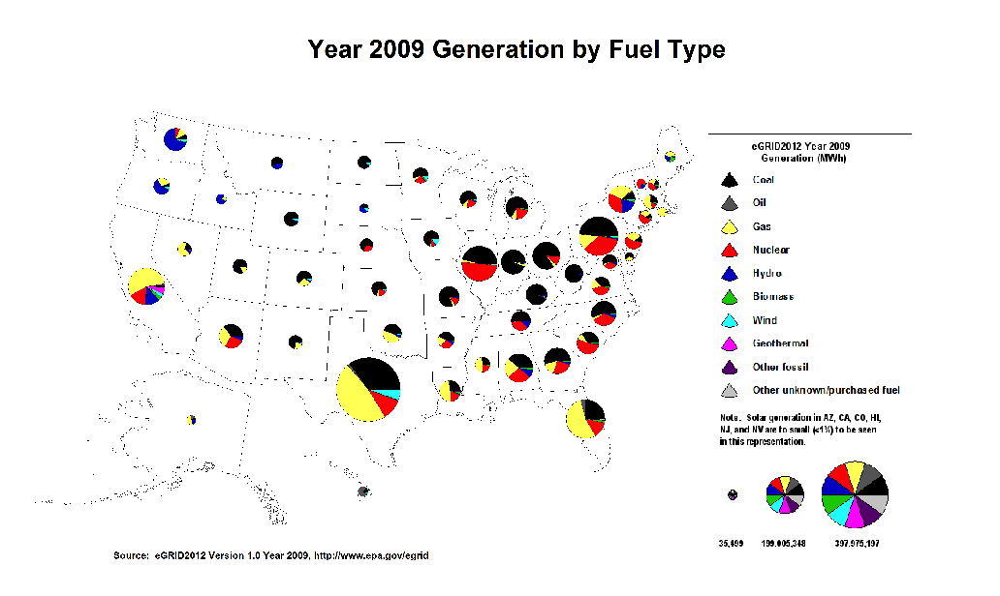 Year 2009 Generation by Fuel Type
eGRID2012 Year 2009
Generation (MWh)
Coal
Oil
Gas
Nuclear
Hydro
Biomass
Wind
Geothermal
Other fossil
Other unknown/purchased fuel
Note. Solar generation in AZ, CA, CO, HI,
NJ, and NV are to small (<1%) to be seen
in this representation.
35,499 199,005,348 397,975,197
Source: eGRID2012 Version 1.0 Year 2009, http://www.epa.gov/egrid